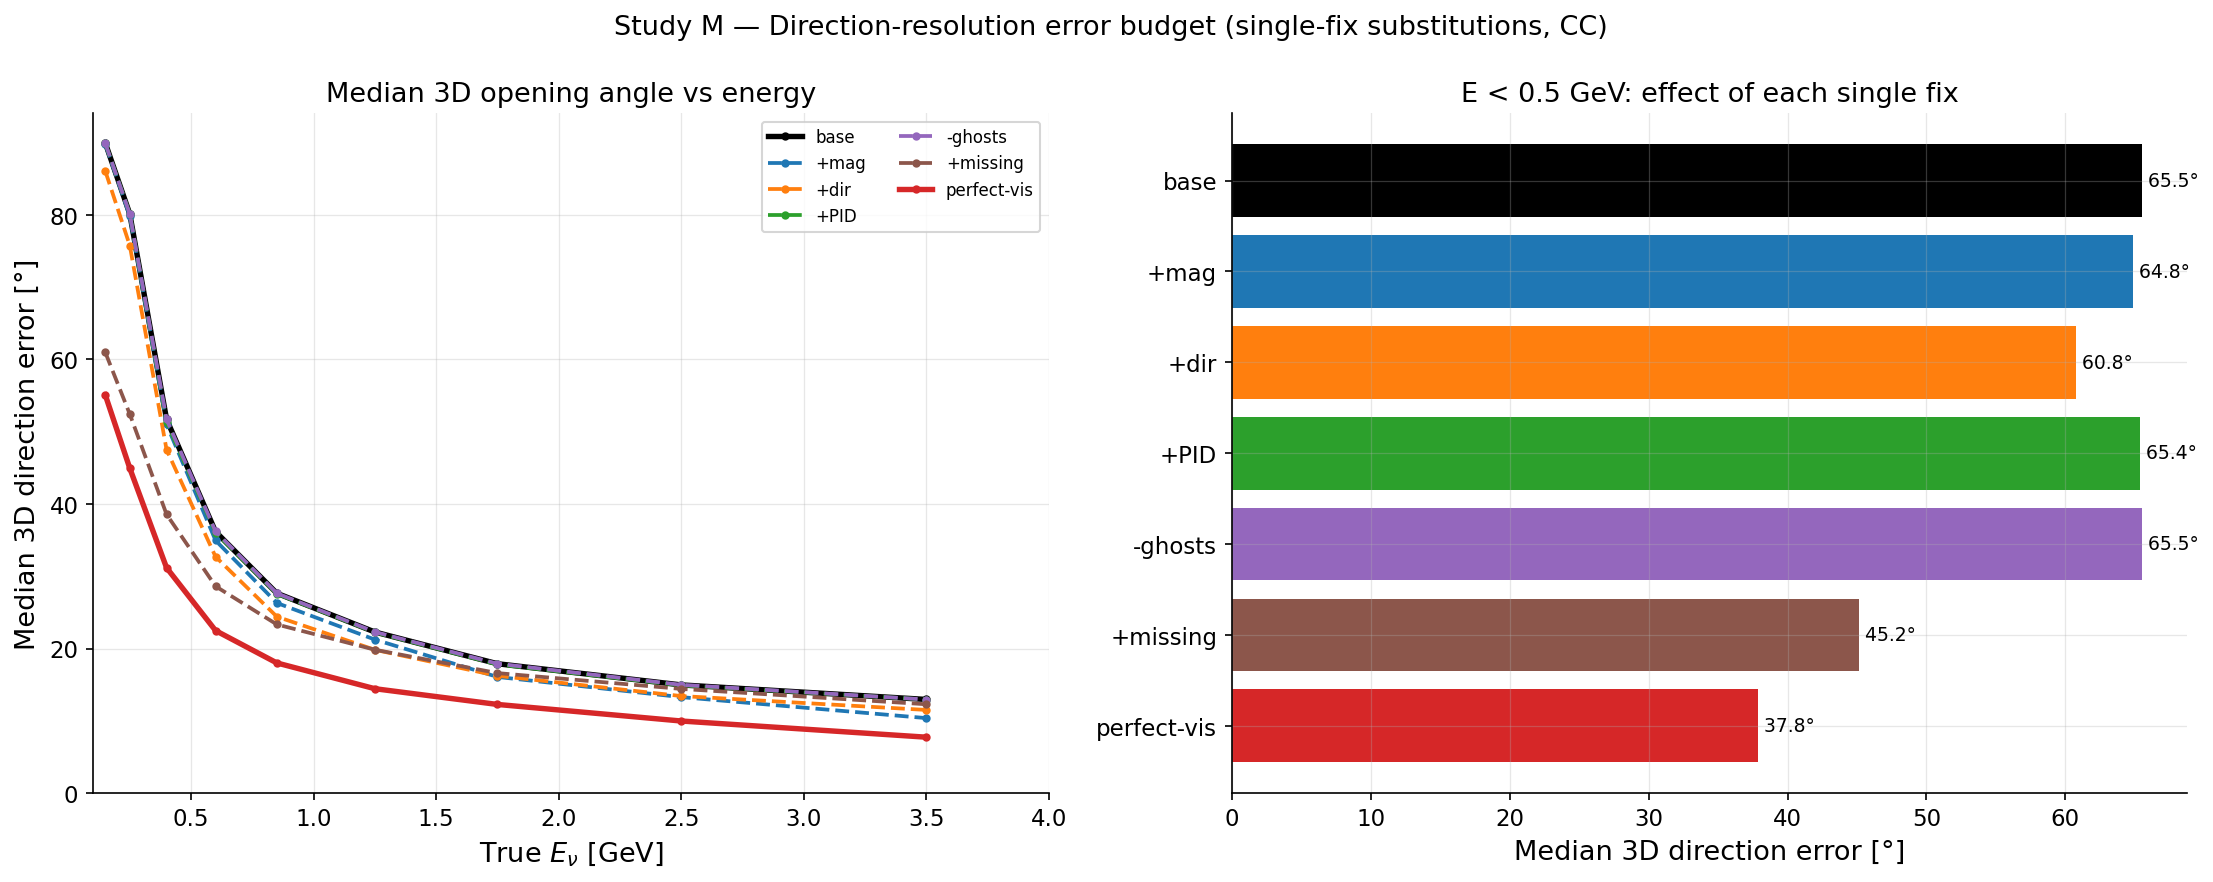 Study M — Direction-resolution error budget (single-fix substitutions, CC)
Median 3D opening angle vs energy
Median 3D direction error [°]
80
60
40
20
0
base
+mag
+dir
+PID
-ghosts
+missing
perfect-vis
0.5 1.0 1.5 2.0 2.5 3.0 3.5 4.0
True Eν [GeV]
E < 0.5 GeV: effect of each single fix
base 65.5°
+mag 64.8°
+dir 60.8°
+PID 65.4°
-ghosts 65.5°
+missing 45.2°
perfect-vis 37.8°
0 10 20 30 40 50 60
Median 3D direction error [°]